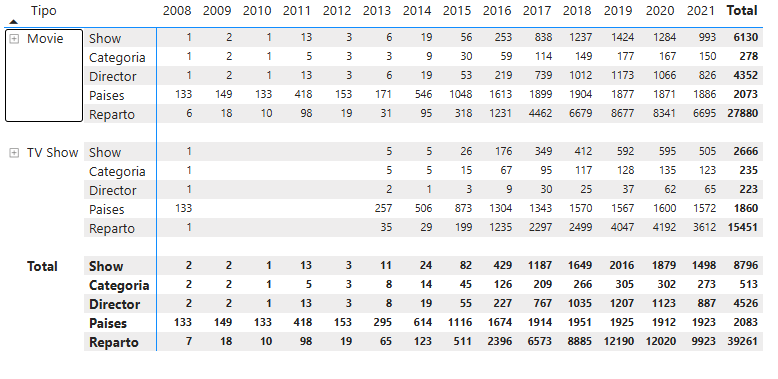 Tipo 2008 2009 2010 2011 2012 2013 2014 2015 2016 2017 2018 2019 2020 2021 Total
Movie Show 1 2 1 13 3 6 19 56 253 838 1237 1424 1284 993 6130
Categoria 1 2 1 5 3 3 9 30 59 114 149 177 167 150 278
Director 1 2 1 13 3 6 19 53 219 739 1012 1173 1066 826 4352
Paises 133 149 133 418 153 171 546 1048 1613 1899 1904 1877 1871 1886 2073
Reparto 6 18 10 98 19 31 95 318 1231 4462 6679 8677 8341 6695 27880
TV Show Show 1 5 5 26 176 349 412 592 595 505 2666
Categoria 1 5 5 15 67 95 117 128 135 123 235
Director 1 2 1 3 9 30 25 37 62 65 223
Paises 133 257 506 873 1304 1343 1570 1567 1600 1572 1860
Reparto 1 35 29 199 1235 2297 2499 4047 4192 3612 15451
Total Show 2 2 1 13 3 11 24 82 429 1187 1649 2016 1879 1498 8796
Categoria 2 2 1 5 3 8 14 45 126 209 266 305 302 273 513
Director 2 2 1 13 3 8 19 55 227 767 1035 1207 1123 887 4526
Paises 133 149 133 418 153 295 614 1116 1674 1914 1951 1925 1912 1923 2083
Reparto 7 18 10 98 19 65 123 511 2396 6573 8885 12190 12020 9923 39261